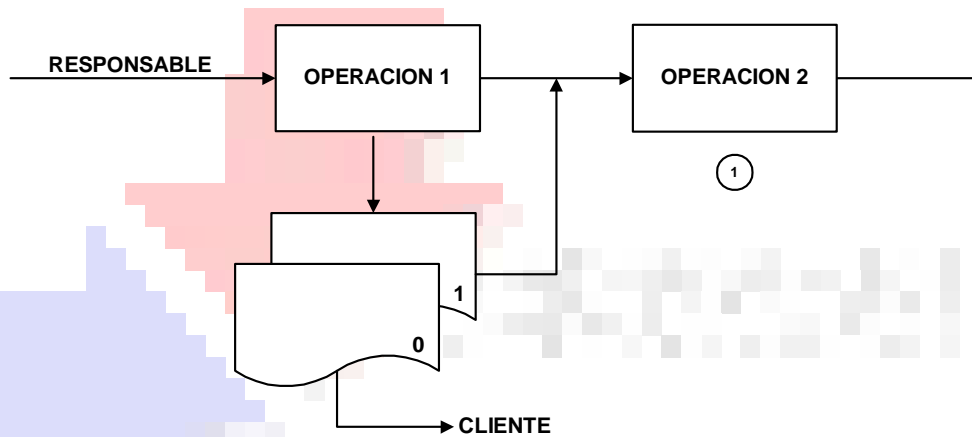 RESPONSABLE
OPERACION 1
OPERACION 2
1
1
0
CLIENTE